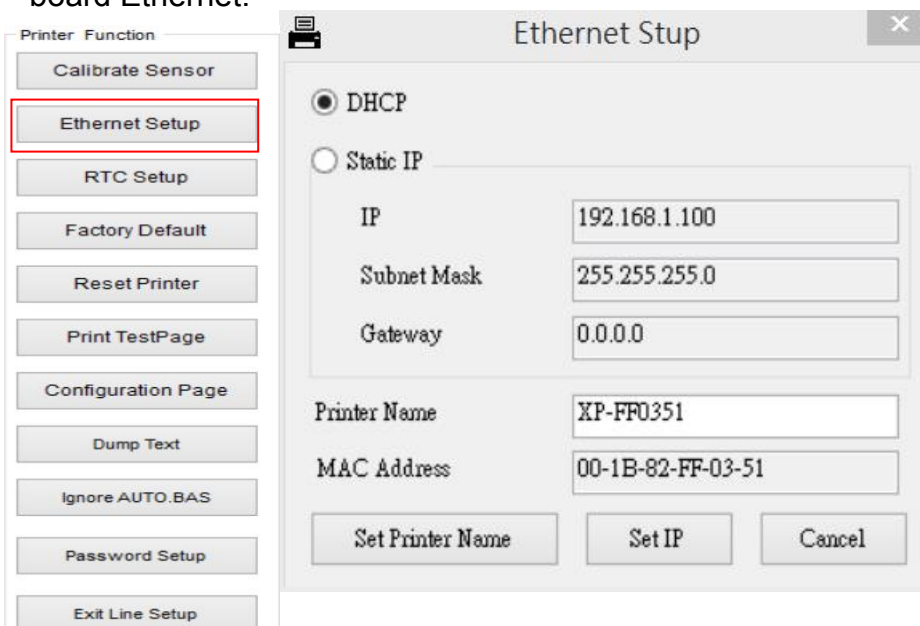 board Ethernet.
Printer Function
Calibrate Sensor
Ethernet Setup
RTC Setup
Factory Default
Reset Printer
Print TestPage
Configuration Page
Dump Text
Ignore AUTO.BAS
Password Setup
Exit Line Setup
Ethernet Stup
DHCP
Static IP
IP 192.168.1.100
Subnet Mask 255.255.255.0
Gateway 0.0.0.0
Printer Name XP-FF0351
MAC Address 00-1B-82-FF-03-51
Set Printer Name Set IP Cancel